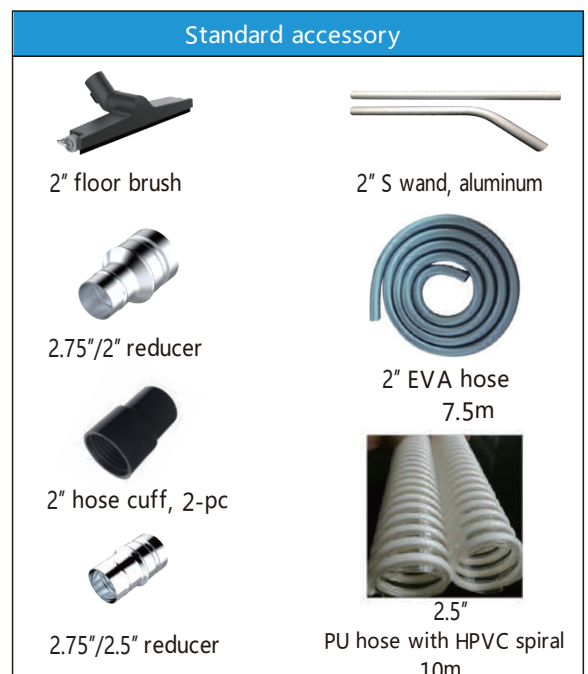 Standard accessory
2" floor brush
2" S wand, aluminum
2.75"/2" reducer
2" EVA hose
7.5m
2" hose cuff, 2-pc
2.5"
2.75"/2.5" reducer
PU hose with HPVC spiral
10m